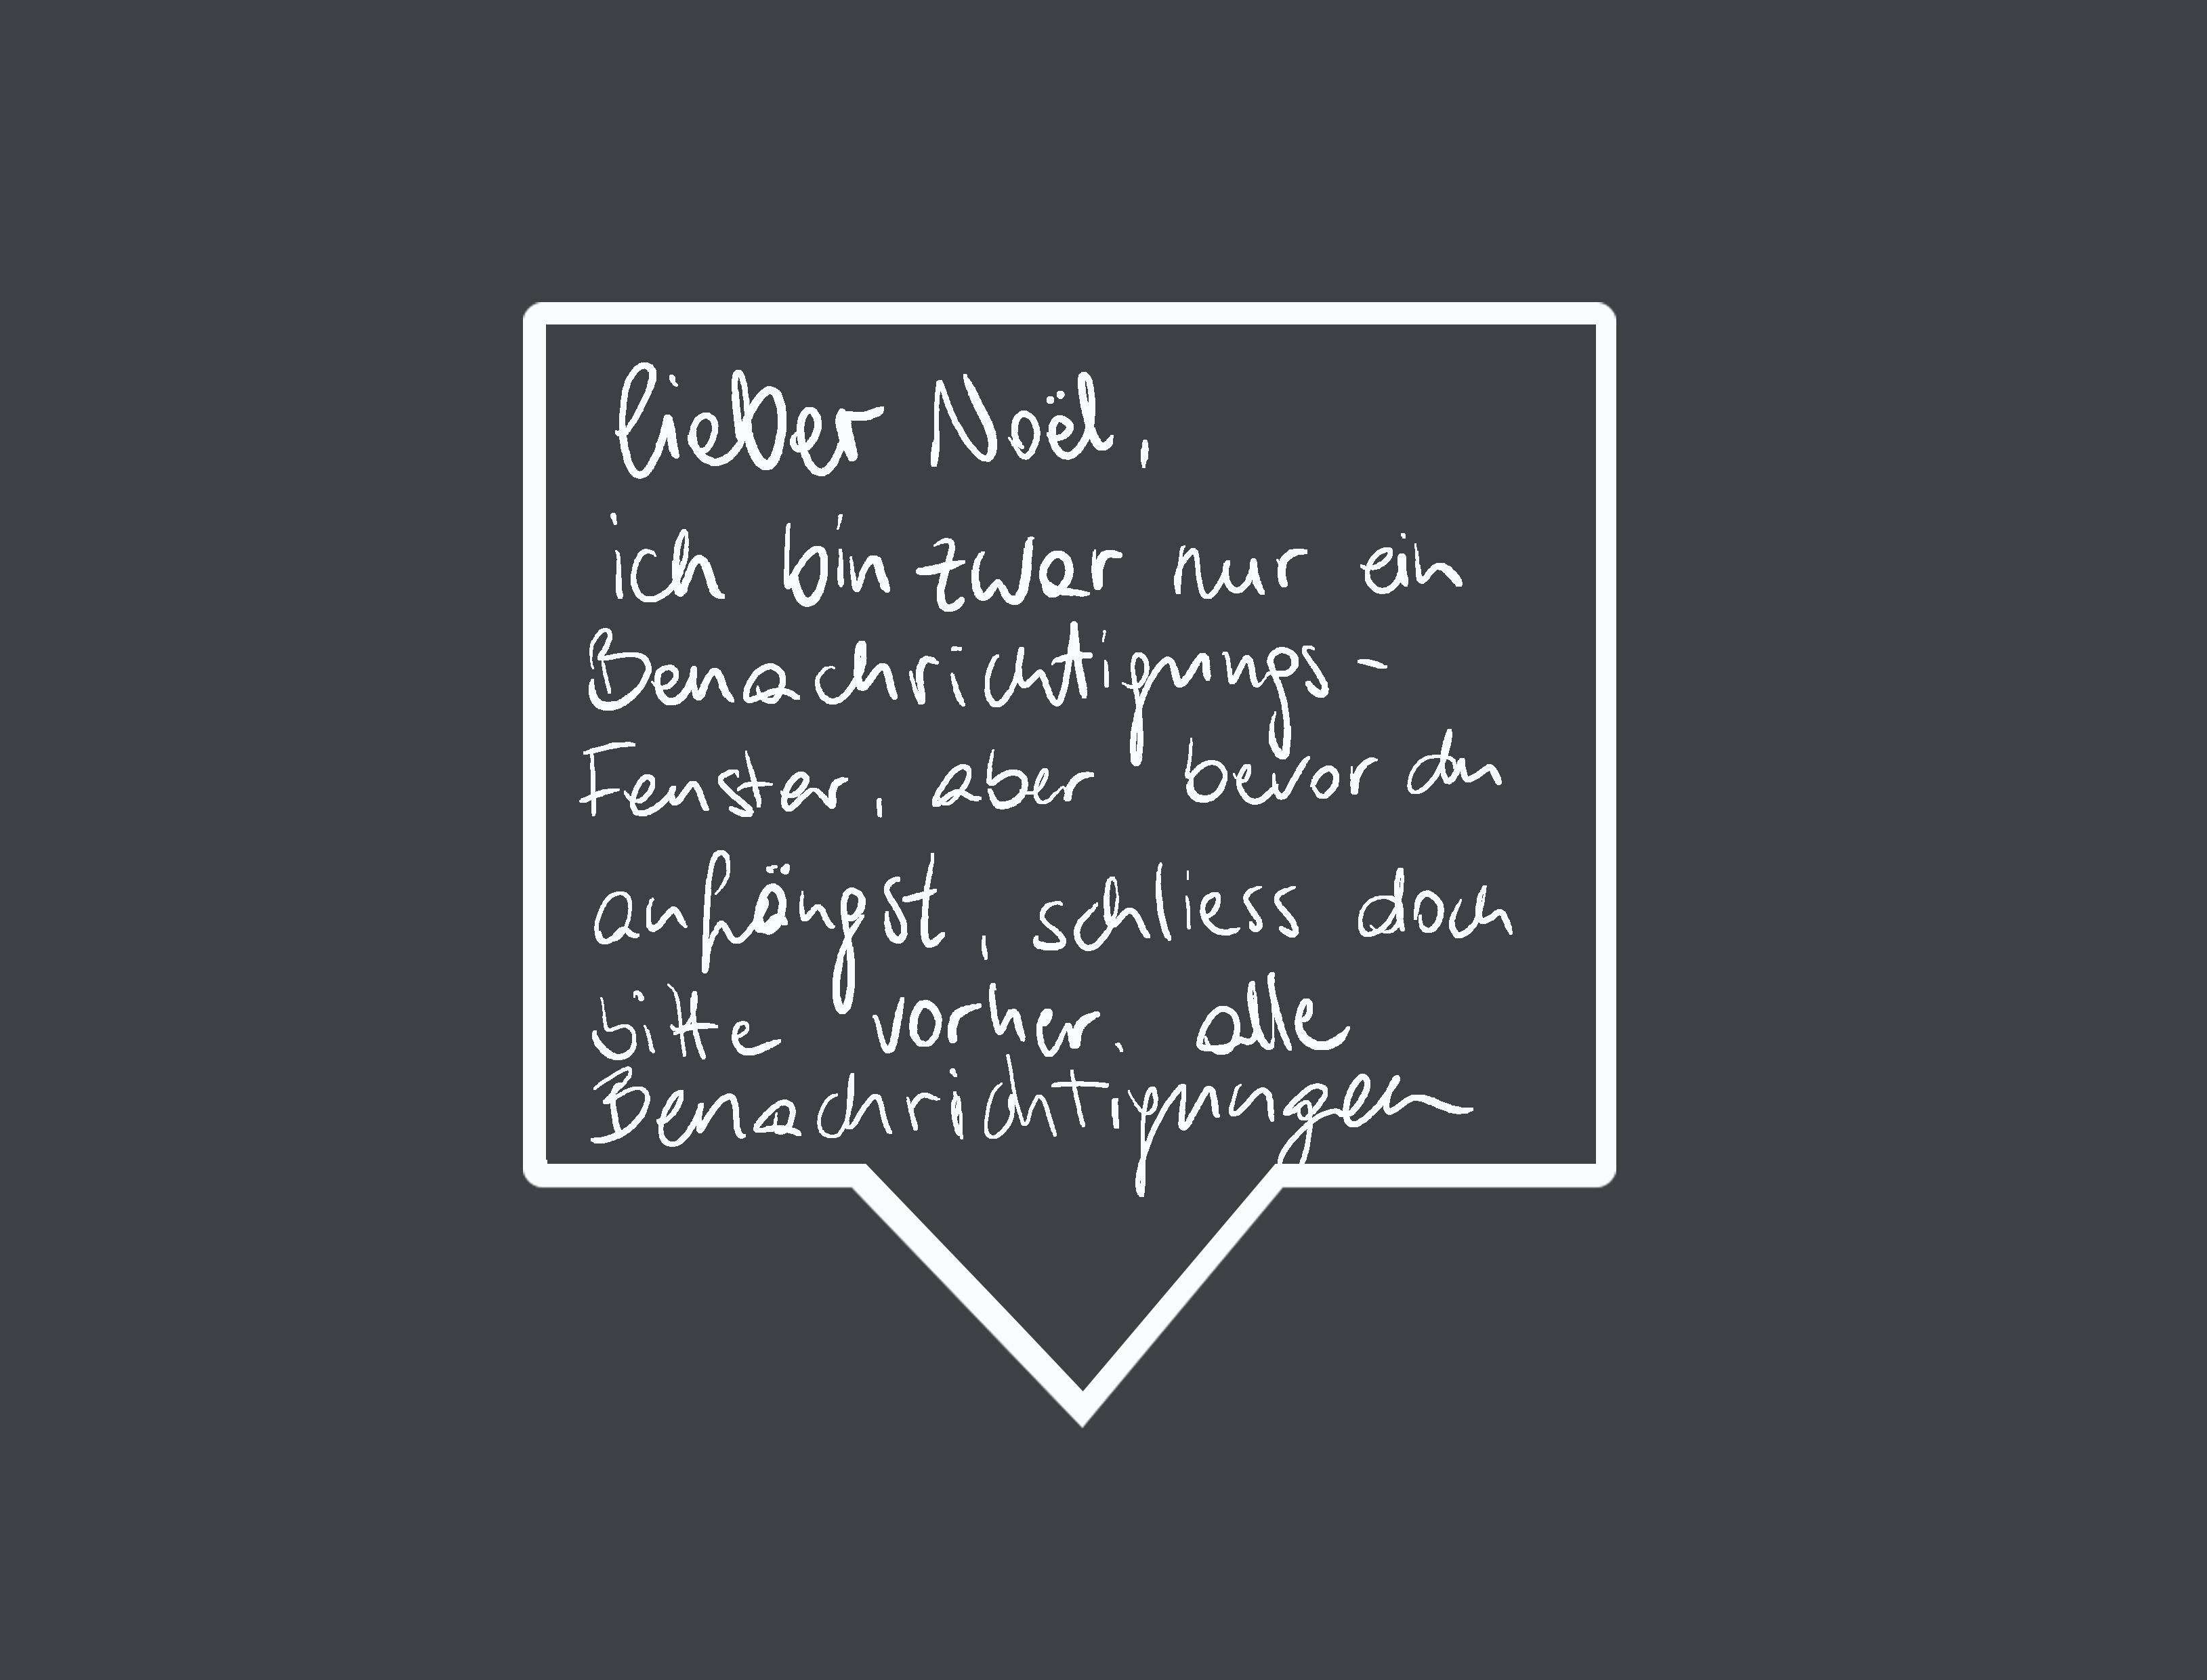 lieber Noël,
ich bin zwar nur ein
Benachrichtigungs-
Fenster, aber bevor du
anfängst, schliess doch
bitte vorher alle
Benachrichtigungen